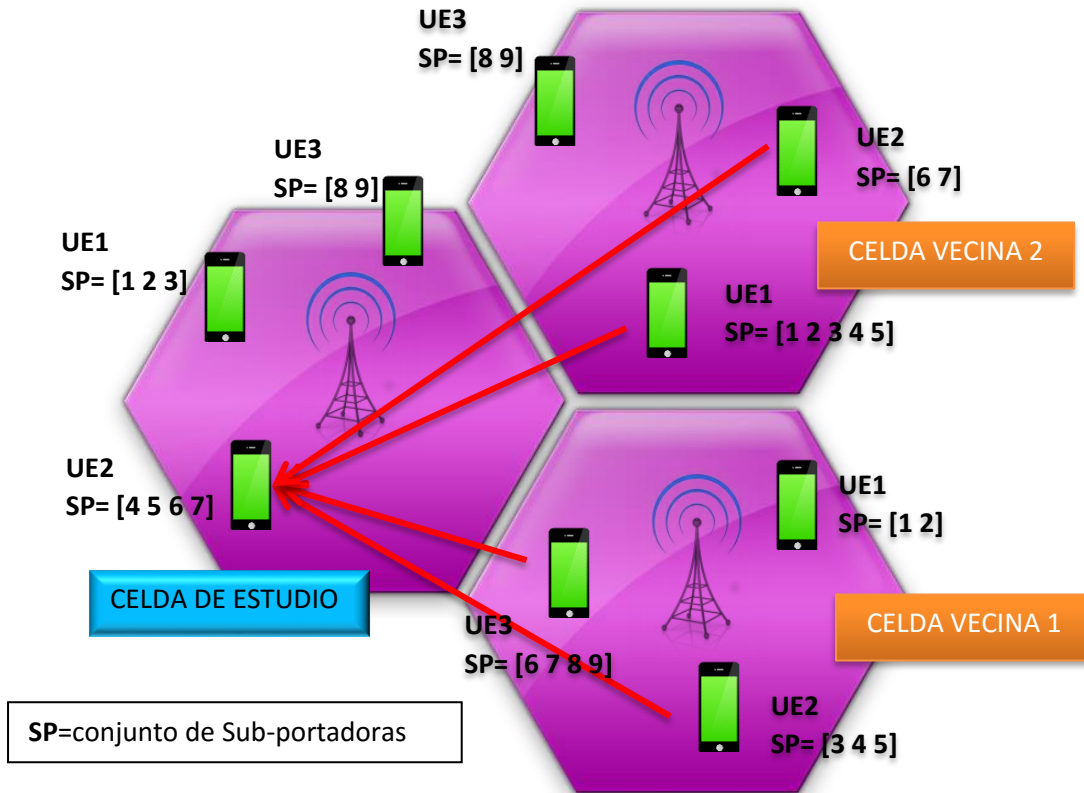 UE3
SP= [8 9]
UE2
SP= [6 7]
UE3
SP= [8 9]
UE1
SP= [1 2 3]
CELDA VECINA 2
UE1
SP= [1 2 3 4 5]
UE2
SP= [4 5 6 7]
UE1
SP= [1 2]
CELDA DE ESTUDIO
CELDA VECINA 1
UE3
SP= [6 7 8 9]
UE2
SP= [3 4 5]
SP=conjunto de Sub-portadoras